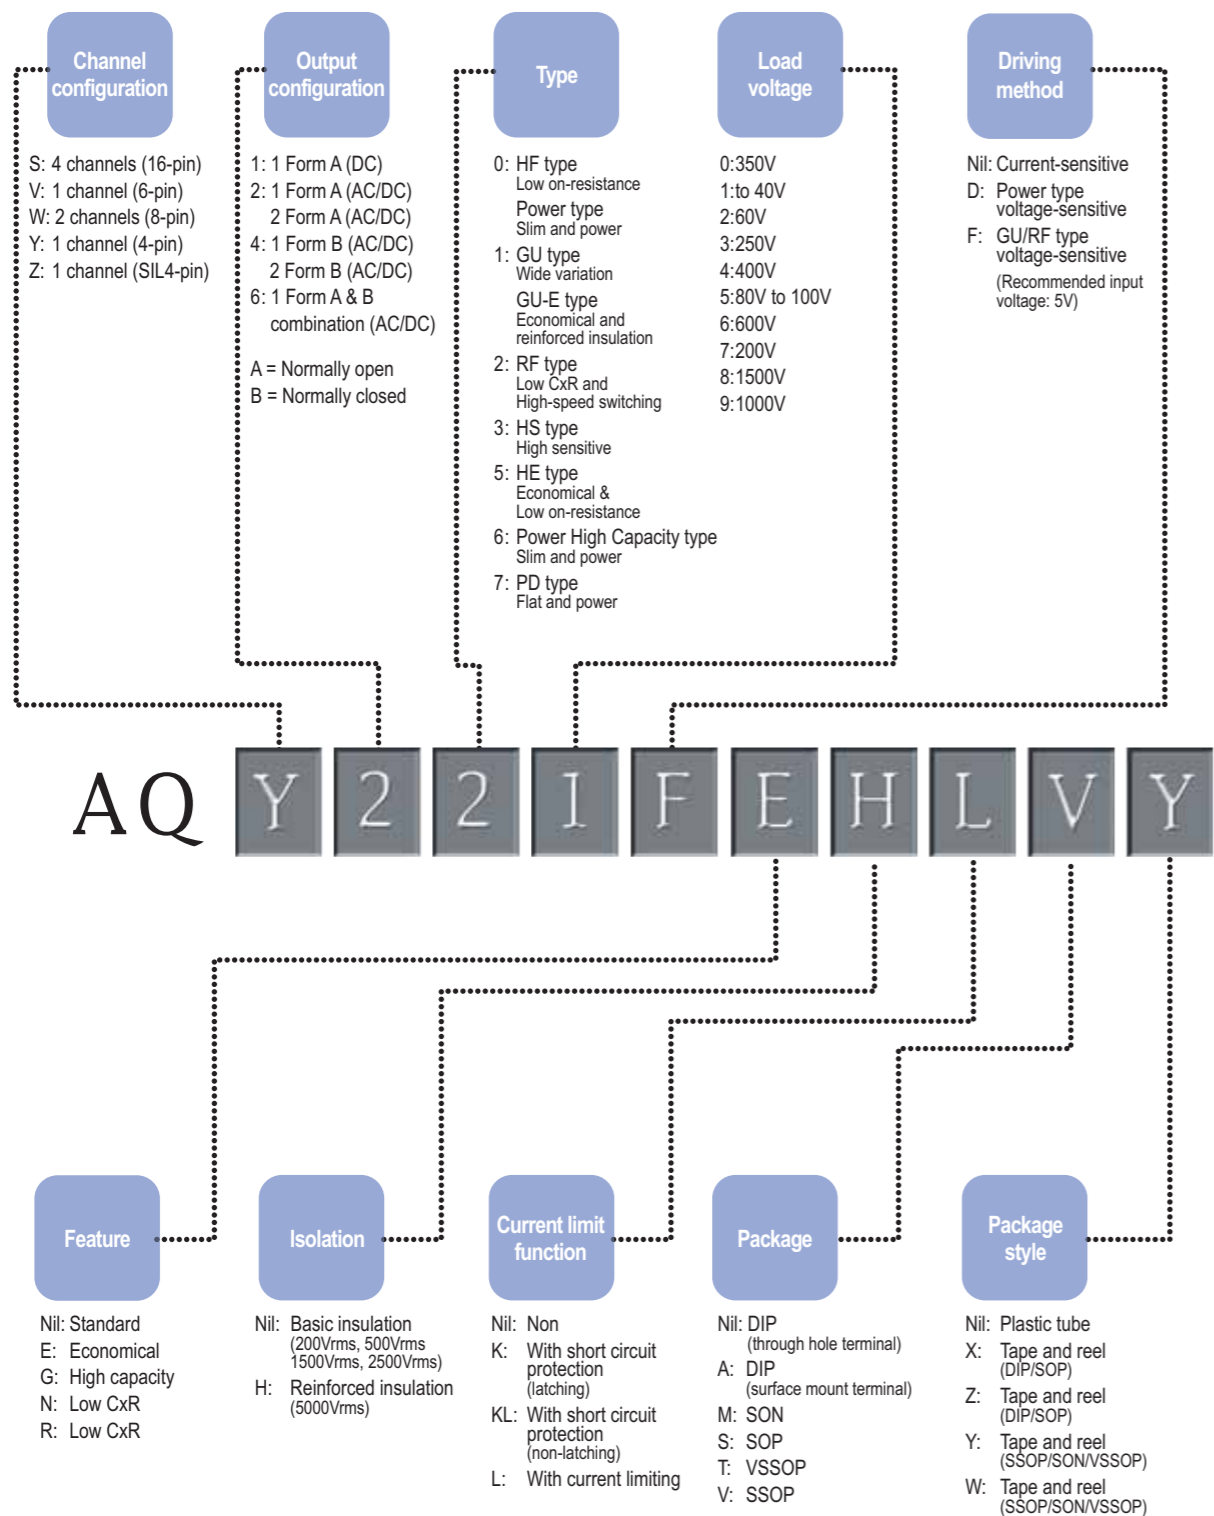 Channel
configuration
S: 4 channels (16-pin)
V: 1 channel (6-pin)
W: 2 channels (8-pin)
Y: 1 channel (4-pin)
Z: 1 channel (SIL4-pin)
Output
configuration
1: 1 Form A (DC)
2: 1 Form A (AC/DC)
2 Form A (AC/DC)
4: 1 Form B (AC/DC)
2 Form B (AC/DC)
6: 1 Form A & B
combination (AC/DC)
A = Normally open
B = Normally closed
Type
0: HF type
Low on-resistance
Power type
Slim and power
1: GU type
Wide variation
GU-E type
Economical and
reinforced insulation
2: RF type
Low CxR and
High-speed switching
3: HS type
High sensitive
5: HE type
Economical &
Low on-resistance
6: Power High Capacity type
Slim and power
7: PD type
Flat and power
Load
voltage
0:350V
1:to 40V
2:60V
3:250V
4:400V
5:80V to 100V
6:600V
7:200V
8:1500V
9:1000V
Driving
method
Nil: Current-sensitive
D: Power type
voltage-sensitive
F: GU/RF type
voltage-sensitive
(Recommended input
voltage: 5V)
AQ Y 2 2 1 F E H L V Y
Feature
Nil: Standard
E: Economical
G: High capacity
N: Low CxR
R: Low CxR
Isolation
Nil: Basic insulation
(200Vrms, 500Vrms
1500Vrms, 2500Vrms)
H: Reinforced insulation
(5000Vrms)
Current limit
function
Nil: Non
K: With short circuit
protection
(latching)
KL: With short circuit
protection
(non-latching)
L: With current limiting
Package
Nil: DIP
(through hole terminal)
A: DIP
(surface mount terminal)
M: SON
S: SOP
T: VSSOP
V: SSOP
Package
style
Nil: Plastic tube
X: Tape and reel
(DIP/SOP)
Z: Tape and reel
(DIP/SOP)
Y: Tape and reel
(SSOP/SON/VSSOP)
W: Tape and reel
(SSOP/SON/VSSOP)